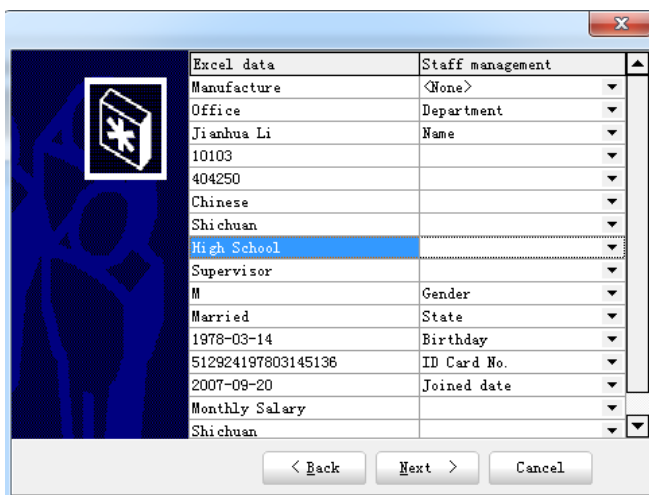 Excel data Staff management
Manufacture <None>
Office Department
Jianhua Li Name
10103
404250
Chinese
Shichuan
High School
Supervisor
M Gender
Married State
1978-03-14 Birthday
512924197803145136 ID Card No.
2007-09-20 Joined date
Monthly Salary
Shichuan
< Back Next > Cancel